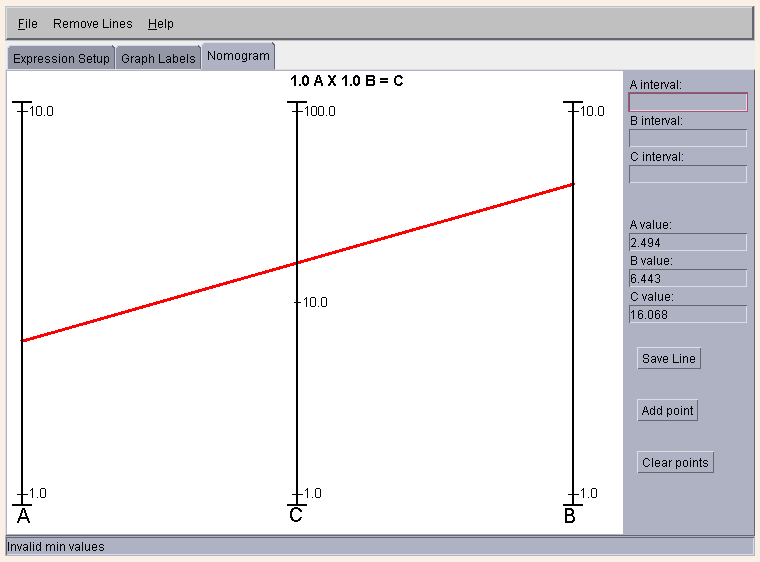 File Remove Lines Help
Expression Setup Graph Labels Nomogram
1.0 A X 1.0 B = C
10.0 100.0 10.0
10.0
1.0 1.0 1.0
A C B
A interval:
B interval:
C interval:
A value:
2.494
B value:
6.443
C value:
16.068
Save Line
Add point
Clear points
Invalid min values